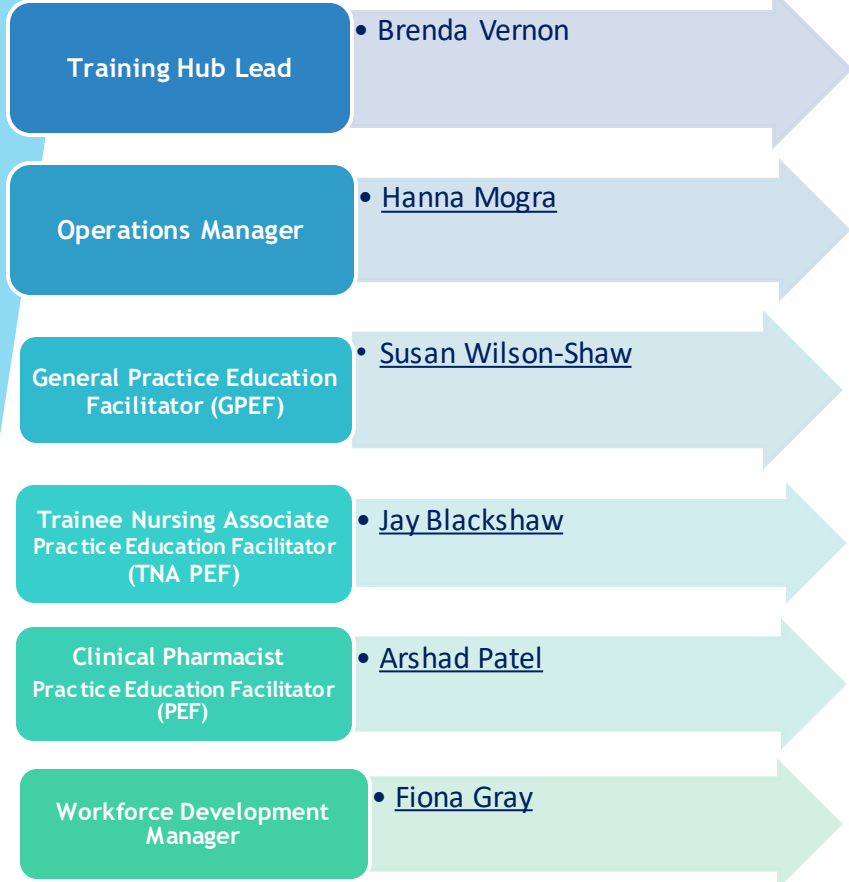 Training Hub Lead
• Brenda Vernon
Operations Manager
• Hanna Mogra
General Practice Education
Facilitator (GPEF)
• Susan Wilson-Shaw
Trainee Nursing Associate
Practice Education Facilitator
(TNA PEF)
• Jay Blackshaw
Clinical Pharmacist
Practice Education Facilitator
(PEF)
• Arshad Patel
Workforce Development
Manager
• Fiona Gray